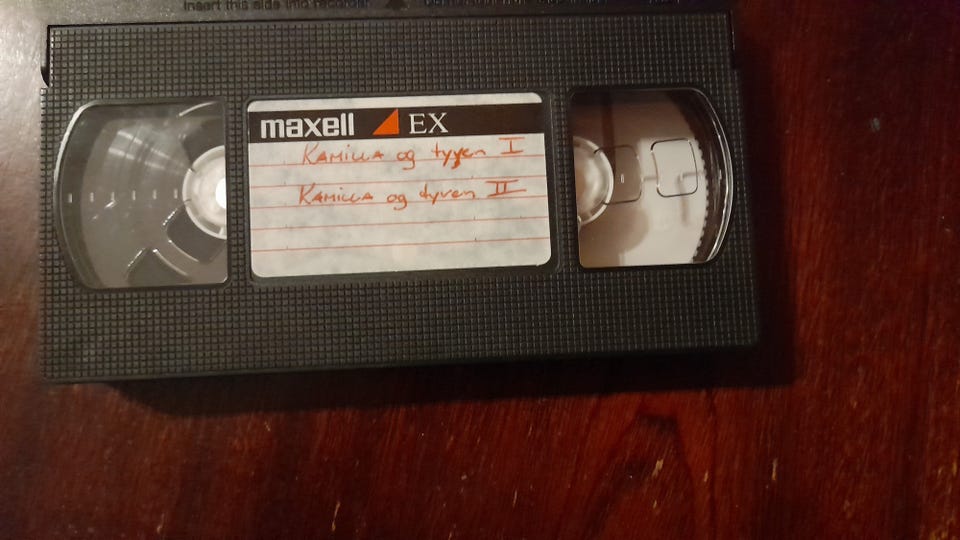 Insert this side into recorder
maxell EX
KAMILLA og tyven I
KAMILLA og tyven II